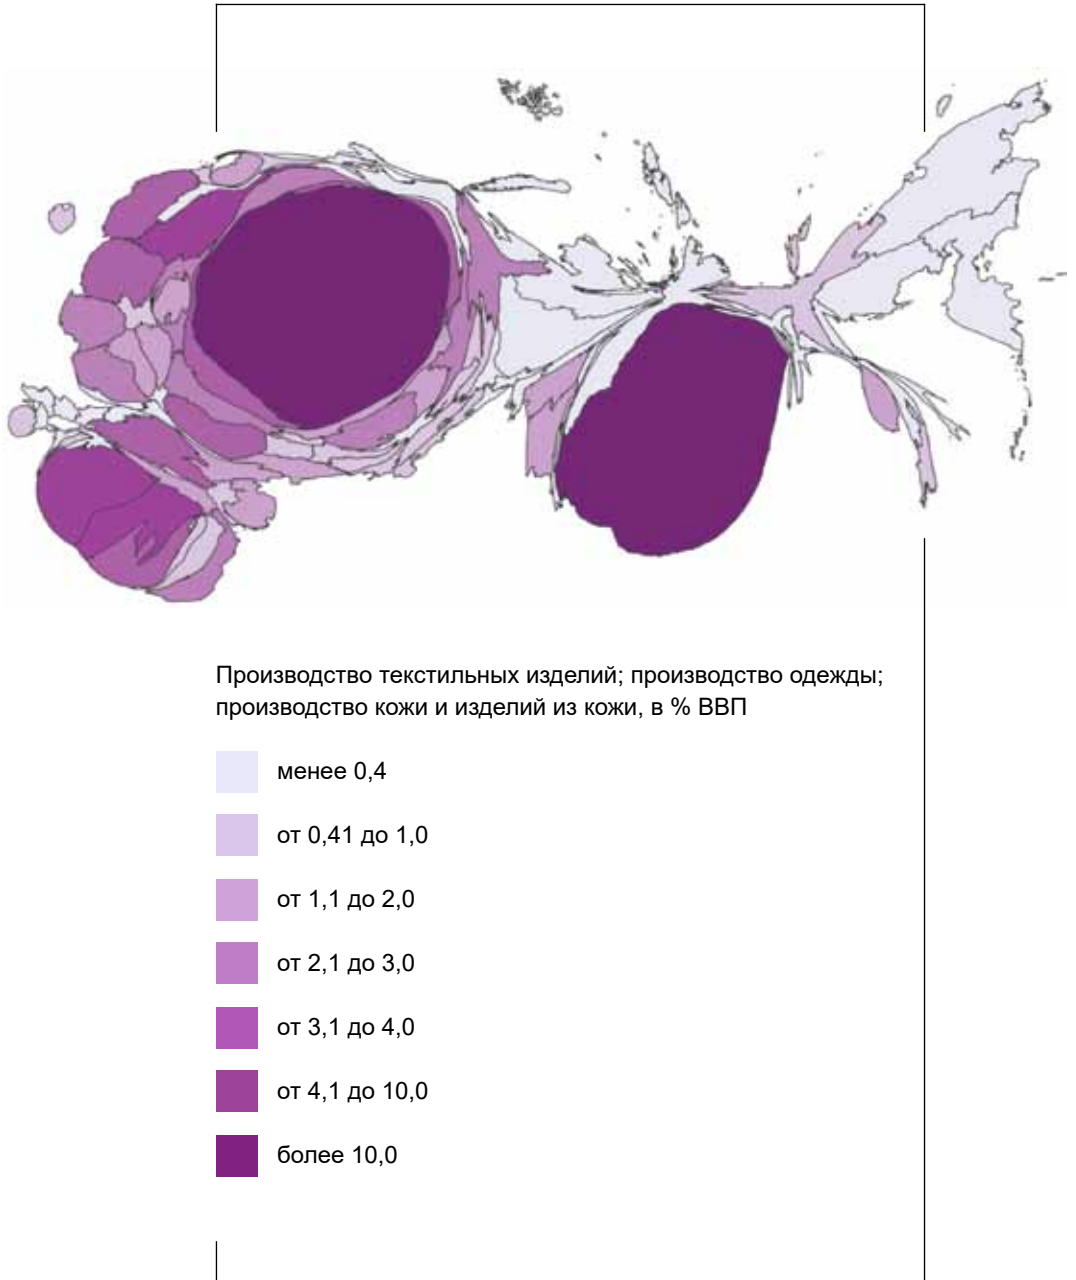 Производство текстильных изделий; производство одежды;
производство кожи и изделий из кожи, в % ВВП
менее 0,4
от 0,41 до 1,0
от 1,1 до 2,0
от 2,1 до 3,0
от 3,1 до 4,0
от 4,1 до 10,0
более 10,0